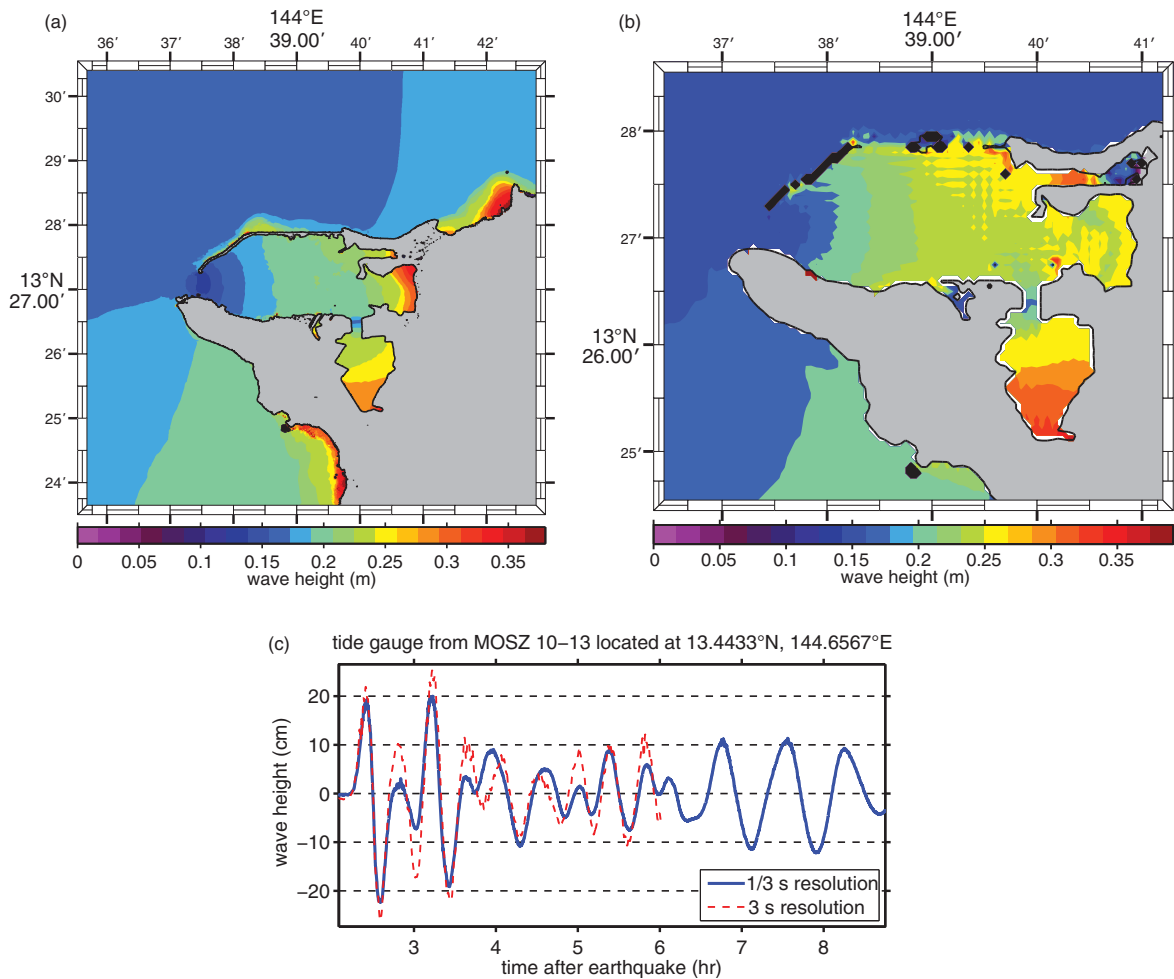 (a)
144°E
39.00′
36′ 37′ 38′ 40′ 41′ 42′
30′
29′
28′
13°N
27.00′
26′
25′
24′
0 0.05 0.1 0.15 0.2 0.25 0.3 0.35
wave height (m)
(b)
144°E
39.00′
37′ 38′ 40′ 41′
28′
27′
13°N
26.00′
25′
0 0.05 0.1 0.15 0.2 0.25 0.3 0.35
wave height (m)
(c) tide gauge from MOSZ 10−13 located at 13.4433°N, 144.6567°E
wave height (cm)
20
10
0
−10
−20
1/3 s resolution
3 s resolution
3 4 5 6 7 8
time after earthquake (hr)